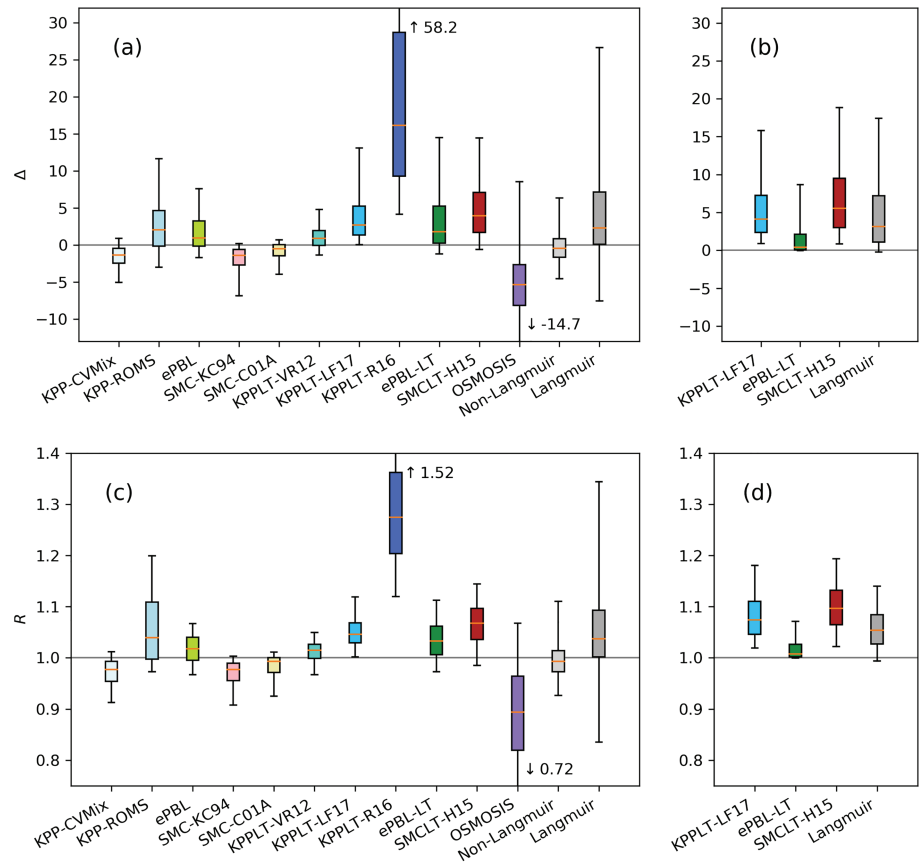 (a)
Δ
30
25
20
15
10
5
0
−5
−10
↑ 58.2
↓ -14.7
KPP-CVMix
KPP-ROMS
ePBL
SMC-KC94
SMC-C01A
KPPLT-VR12
KPPLT-LF17
KPPLT-R16
ePBL-LT
SMCLT-H15
OSMOSIS
Non-Langmuir
Langmuir
(b)
30
25
20
15
10
5
0
−5
−10
KPPLT-LF17
ePBL-LT
SMCLT-H15
Langmuir
(c)
R
1.4
1.3
1.2
1.1
1.0
0.9
0.8
↑ 1.52
↓ 0.72
KPP-CVMix
KPP-ROMS
ePBL
SMC-KC94
SMC-C01A
KPPLT-VR12
KPPLT-LF17
KPPLT-R16
ePBL-LT
SMCLT-H15
OSMOSIS
Non-Langmuir
Langmuir
(d)
1.4
1.3
1.2
1.1
1.0
0.9
0.8
KPPLT-LF17
ePBL-LT
SMCLT-H15
Langmuir